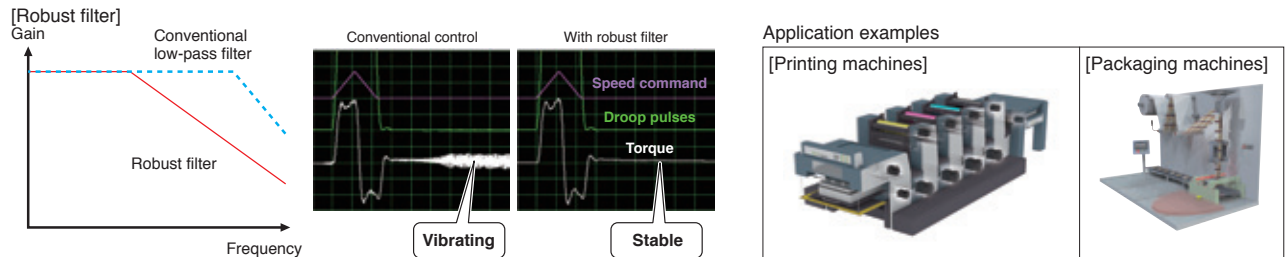 [Robust filter]
Gain
Conventional
low-pass filter
Robust filter
Frequency
Conventional control
Vibrating
With robust filter
Speed command
Droop pulses
Torque
Stable
Application examples
[Printing machines]
[Packaging machines]